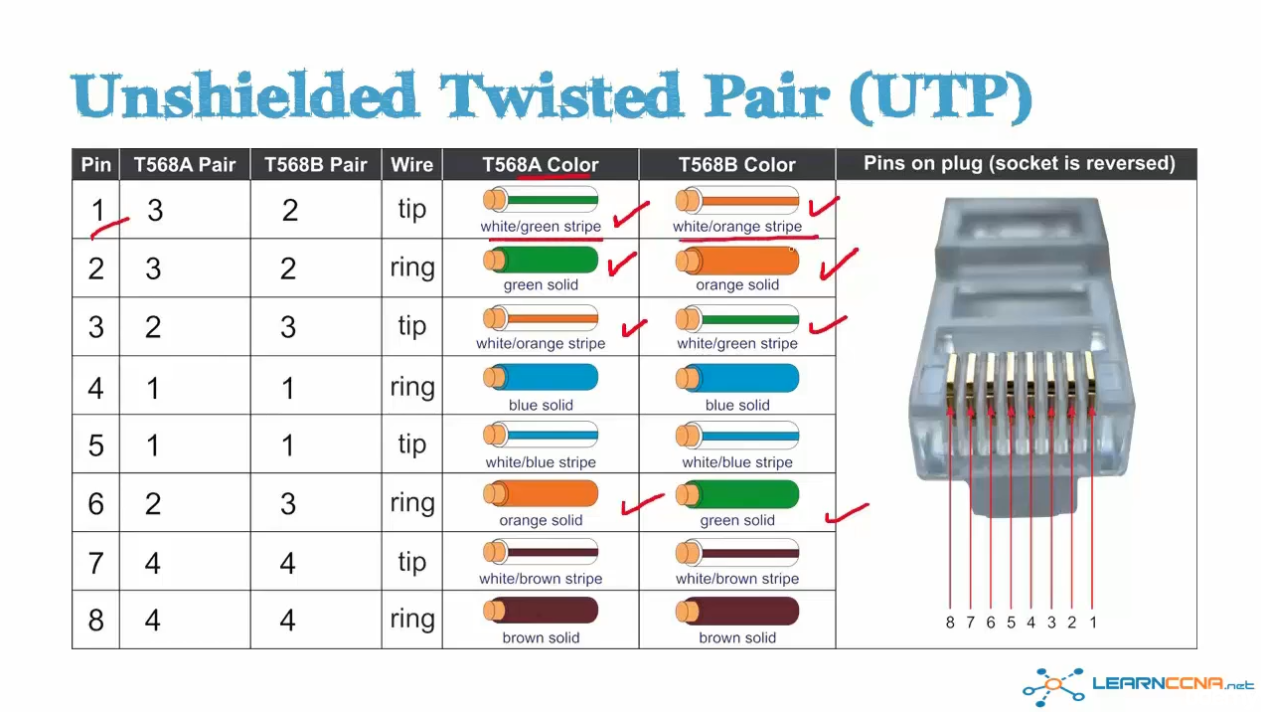 Unshielded Twisted Pair (UTP)
Pin T568A Pair T568B Pair Wire T568A Color T568B Color Pins on plug (socket is reversed)
1 3 2 tip white/green stripe white/orange stripe
2 3 2 ring green solid orange solid
3 2 3 tip white/orange stripe white/green stripe
4 1 1 ring blue solid blue solid
5 1 1 tip white/blue stripe white/blue stripe
6 2 3 ring orange solid green solid
7 4 4 tip white/brown stripe white/brown stripe
8 4 4 ring brown solid brown solid
8 7 6 5 4 3 2 1
LEARNCCNA.net